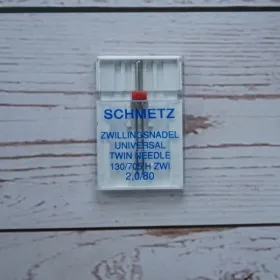 SCHMETZ
ZWILLINGSNADEL
UNIVERSAL
TWIN NEEDLE
130/705 H ZWI
2,0/80